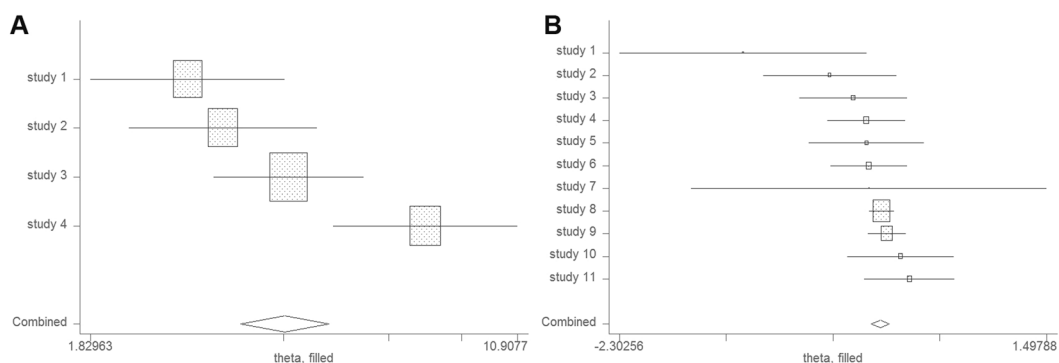 A
study 1
study 2
study 3
study 4
Combined
1.82963
10.9077
theta, filled
B
study 1
study 2
study 3
study 4
study 5
study 6
study 7
study 8
study 9
study 10
study 11
Combined
-2.30256
1.49788
theta, filled